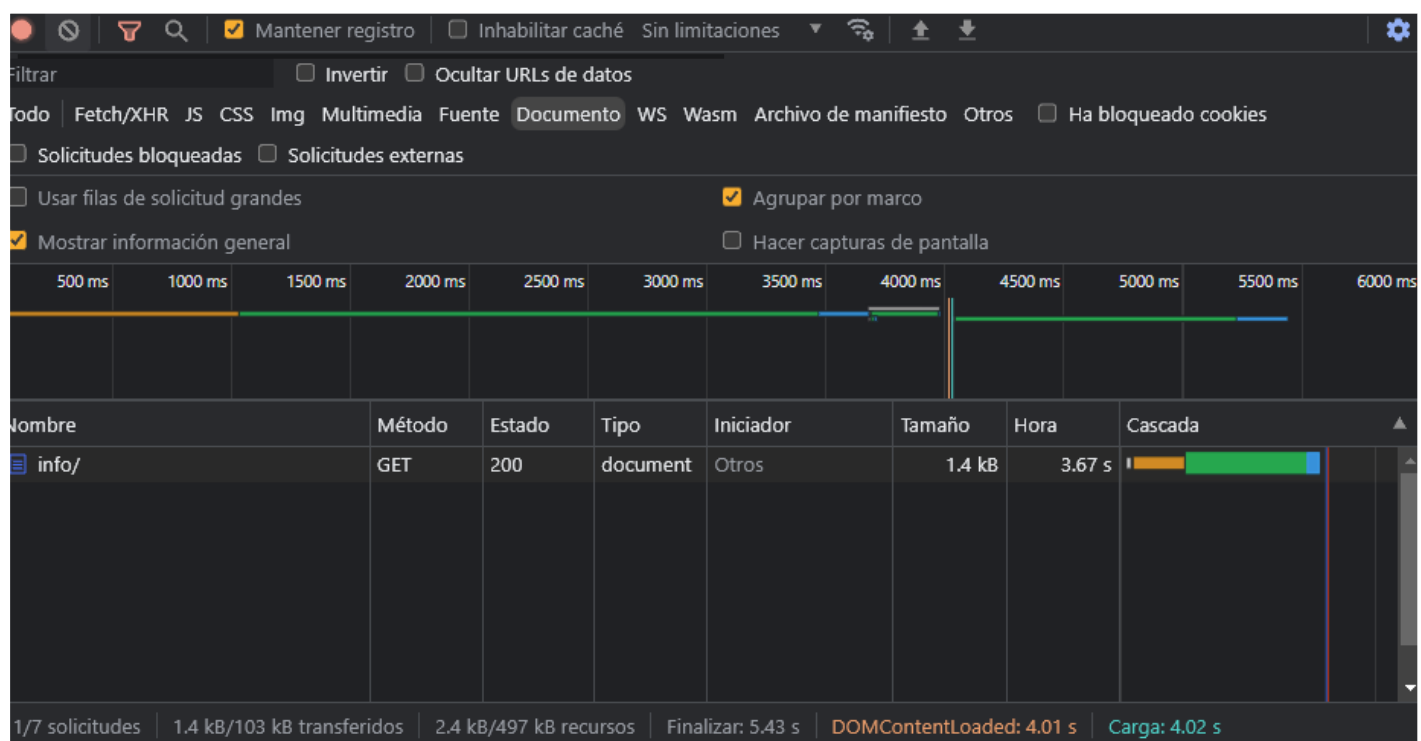 Mantener registro Inhabilitar caché Sin limitaciones
Filtrar Invertir Ocultar URLs de datos
Todo Fetch/XHR JS CSS Img Multimedia Fuente Documento WS Wasm Archivo de manifiesto Otros Ha bloqueado cookies
Solicitudes bloqueadas Solicitudes externas
Usar filas de solicitud grandes Agrupar por marco
Mostrar información general Hacer capturas de pantalla
500 ms 1000 ms 1500 ms 2000 ms 2500 ms 3000 ms 3500 ms 4000 ms 4500 ms 5000 ms 5500 ms 6000 ms
Nombre Método Estado Tipo Iniciador Tamaño Hora Cascada
info/ GET 200 document Otros 1.4 kB 3.67 s
1/7 solicitudes 1.4 kB/103 kB transferidos 2.4 kB/497 kB recursos Finalizar: 5.43 s DOMContentLoaded: 4.01 s Carga: 4.02 s